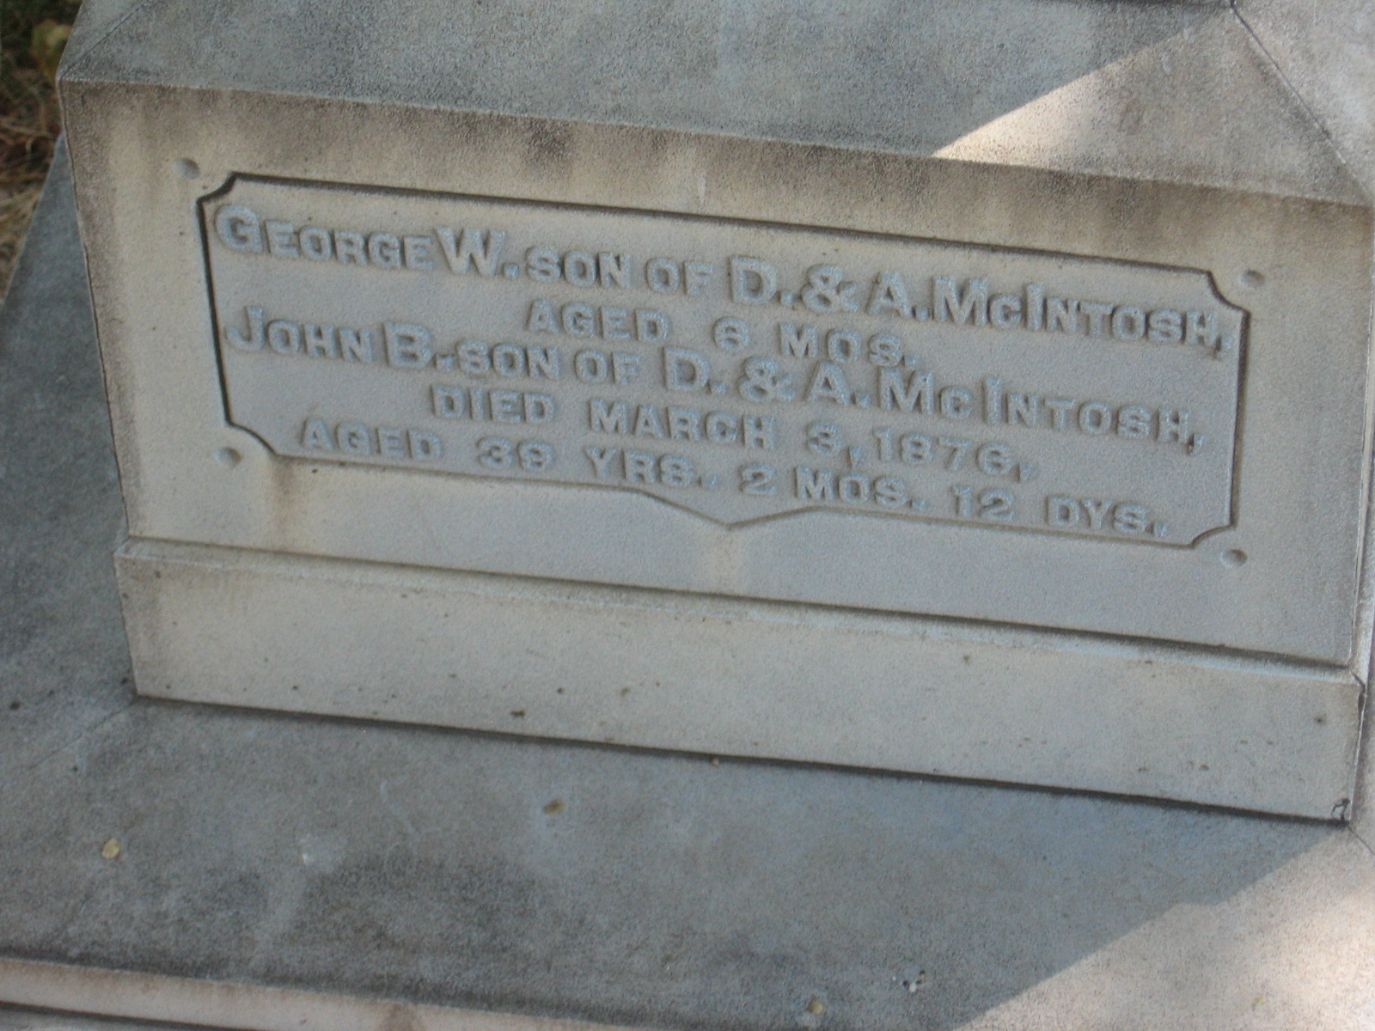 GEORGE W. SON OF D. & A. MCINTOSH,
AGED 6 MOS.
JOHN B. SON OF D. & A. MCINTOSH,
DIED MARCH 3, 1876,
AGED 39 YRS. 2 MOS. 12 DYS.